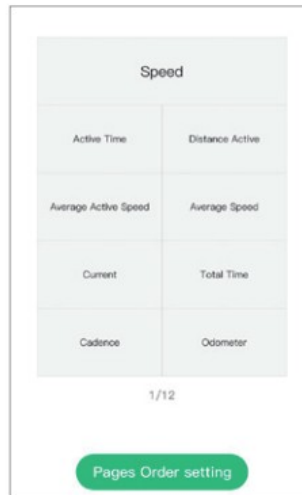 Speed
Active Time Distance Active
Average Active Speed Average Speed
Current Total Time
Cadence Odometer
1/12
Pages Order setting